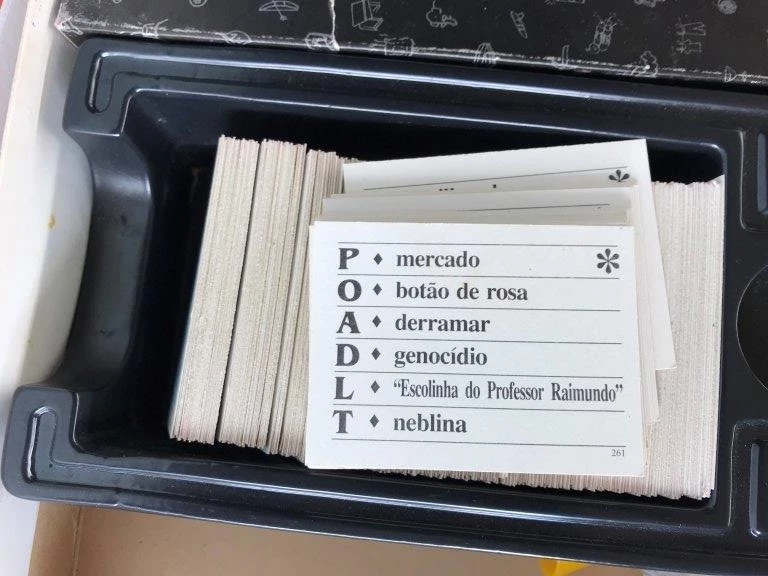 P ♦ mercado *
O ♦ botão de rosa
A ♦ derramar
D ♦ genocídio
L ♦ “Escolinha do Professor Raimundo”
T ♦ neblina
261